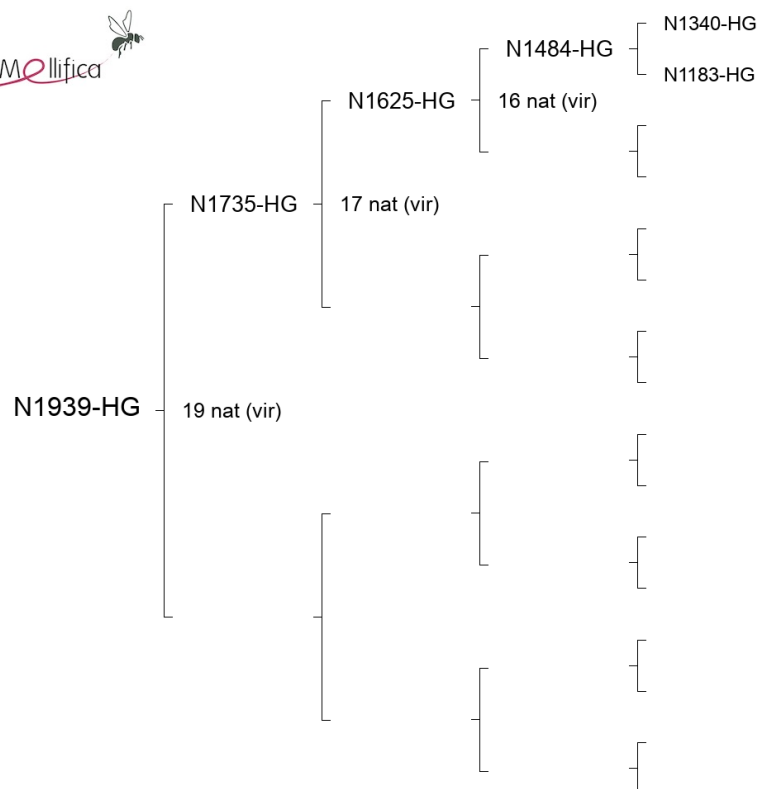 Mellifica
N1340-HG
N1484-HG
N1183-HG
N1625-HG
16 nat (vir)
N1735-HG
17 nat (vir)
N1939-HG
19 nat (vir)